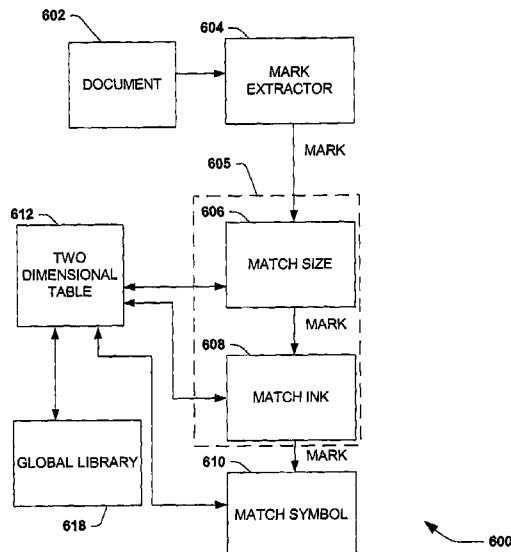 602
604
DOCUMENT
MARK
EXTRACTOR
MARK
605
606
612
TWO
DIMENSIONAL
TABLE
MATCH SIZE
MARK
608
MATCH INK
GLOBAL LIBRARY
MARK
610
618
MATCH SYMBOL
600